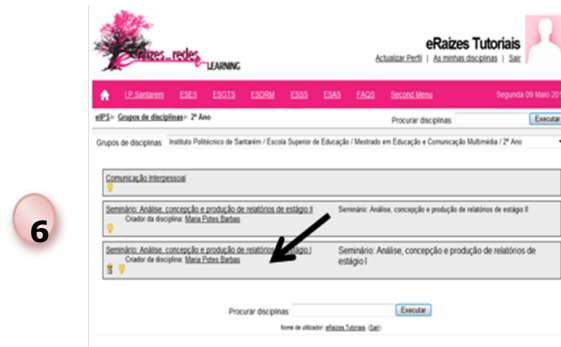 eRaizes_redes
LEARNING
eRaizes Tutoriais
Actualizar Perfil | As minhas disciplinas | Sair
I.P.Santarem ESES ESGTS ESDRM ESSS ESAS FAQS Second Menu Segunda 09 Maio 201
eIPS> Grupos de disciplinas> 2º Ano Procurar disciplinas: Executar
Grupos de disciplinas: Instituto Politécnico de Santarém / Escola Superior de Educação / Mestrado em Educação e Comunicação Multimédia / 2º Ano
Comunicação Interpessoal
Seminário: Análise, concepção e produção de relatórios de estágio II Seminário: Análise, concepção e produção de relatórios de estágio II
Criador da disciplina: Maria Potes Barbas
Seminário: Análise, concepção e produção de relatórios de estágio I Seminário: Análise, concepção e produção de relatórios de
Criador da disciplina: Maria Potes Barbas estágio I
6
Procurar disciplinas: Executar
Nome de utilizador: eRaizes Tutoriais. (Sair)